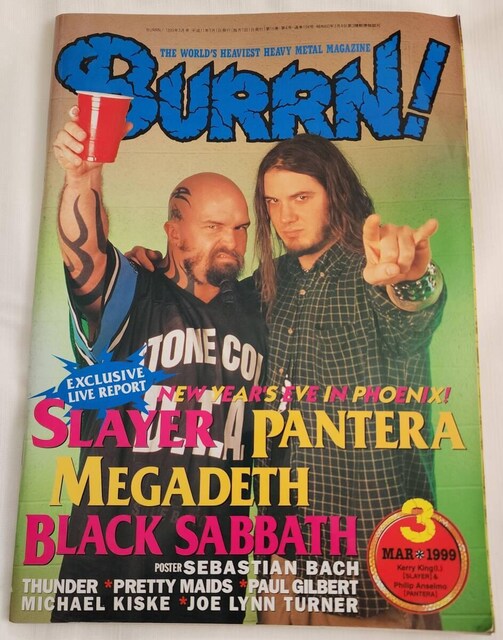 THE WORLD'S HEAVIEST HEAVY METAL MAGAZINE
BURRN!
STONE COL
EXCLUSIVE
LIVE REPORT
NEW YEAR'S EVE IN PHOENIX!
SLAYER PANTERA
MEGADETH
BLACK SABBATH
POSTER SEBASTIAN BACH
THUNDER *PRETTY MAIDS *PAUL GILBERT
MICHAEL KISKE *JOE LYNN TURNER
3
MAR*1999
Kerry King(l.)
[SLAYER] &
Philip Anselmo
[PANTERA]